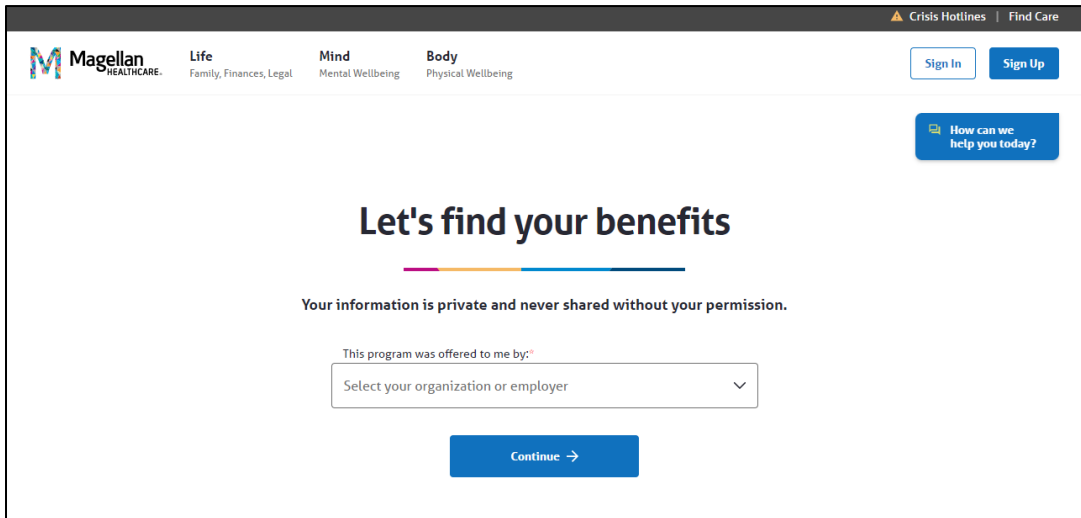 Crisis Hotlines | Find Care
Magellan HEALTHCARE.
Life
Family, Finances, Legal
Mind
Mental Wellbeing
Body
Physical Wellbeing
Sign In
Sign Up
How can we
help you today?
Let's find your benefits
Your information is private and never shared without your permission.
This program was offered to me by:*
Select your organization or employer
Continue →